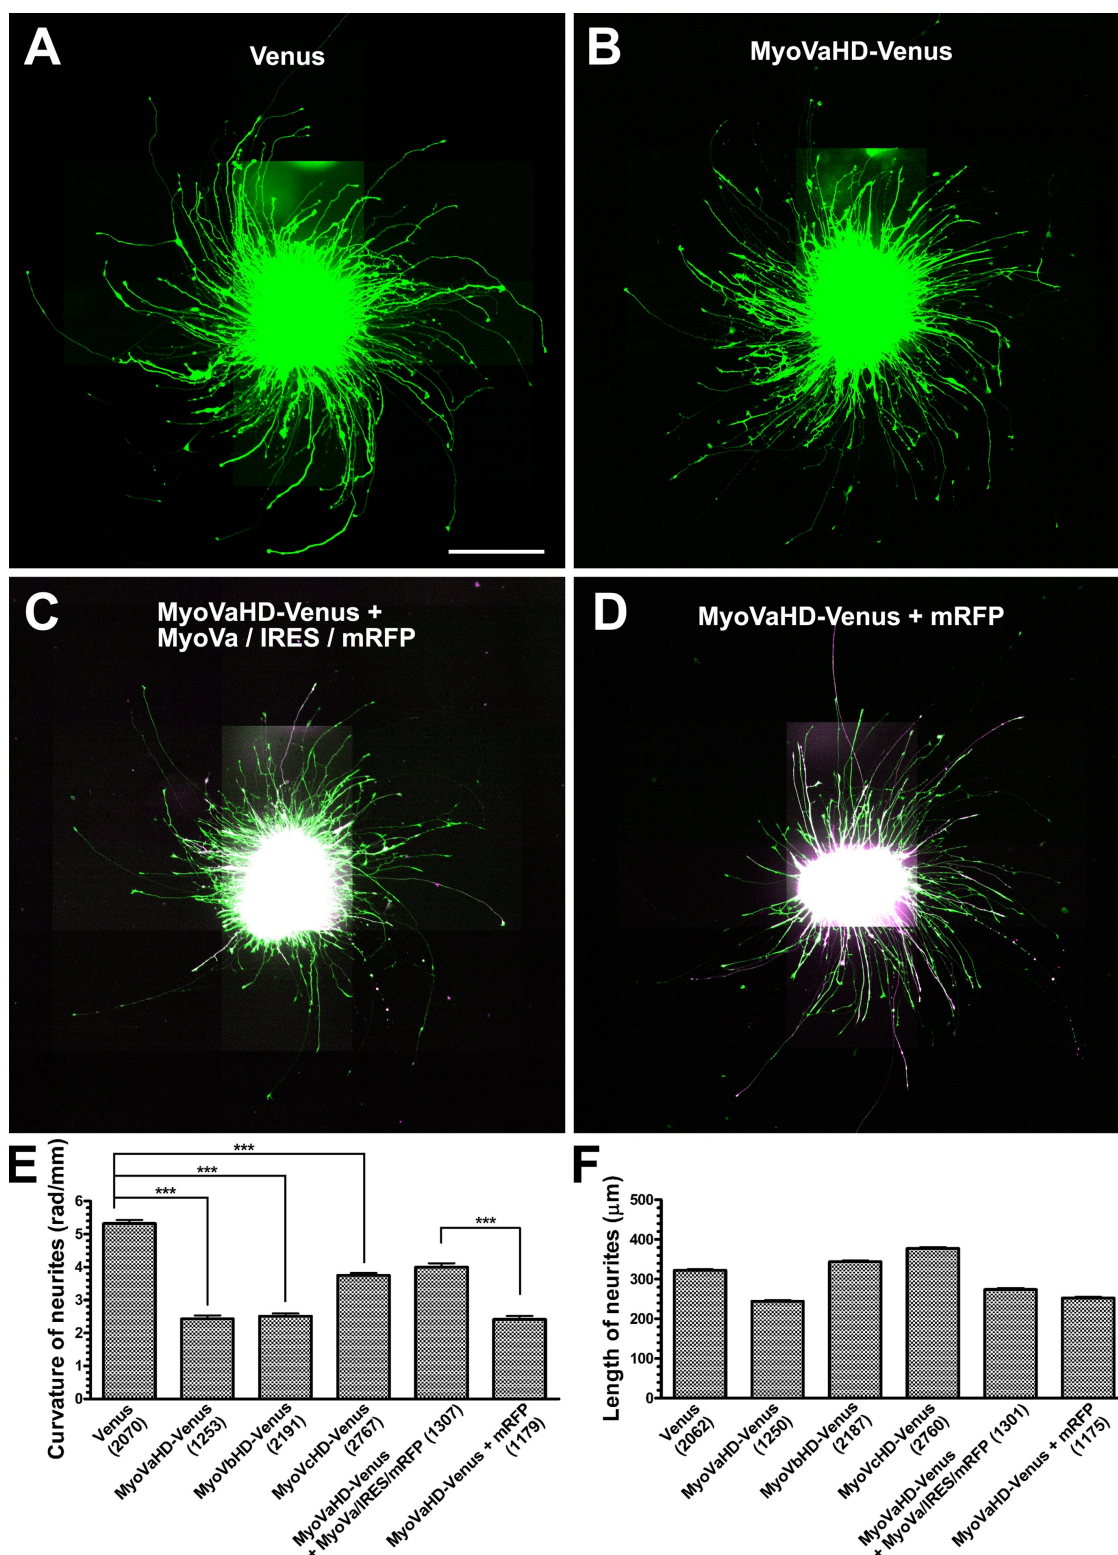 A
Venus
B
MyoVaHD-Venus
C
MyoVaHD-Venus +
MyoVa / IRES / mRFP
D
MyoVaHD-Venus + mRFP
E
Curvature of neurites (rad/mm)
6
5
4
3
2
1
0
***
***
***
***
Venus
(2070)
MyoVaHD-Venus
(1253)
MyoVbHD-Venus
(2191)
MyoVcHD-Venus
(2767)
MyoVaHD-Venus
+ MyoVa/IRES/mRFP (1307)
MyoVaHD-Venus + mRFP
(1179)
F
Length of neurites (μm)
500
400
300
200
100
0
Venus
(2062)
MyoVaHD-Venus
(1250)
MyoVbHD-Venus
(2187)
MyoVcHD-Venus
(2760)
MyoVaHD-Venus
+ MyoVa/IRES/mRFP (1301)
MyoVaHD-Venus + mRFP
(1175)